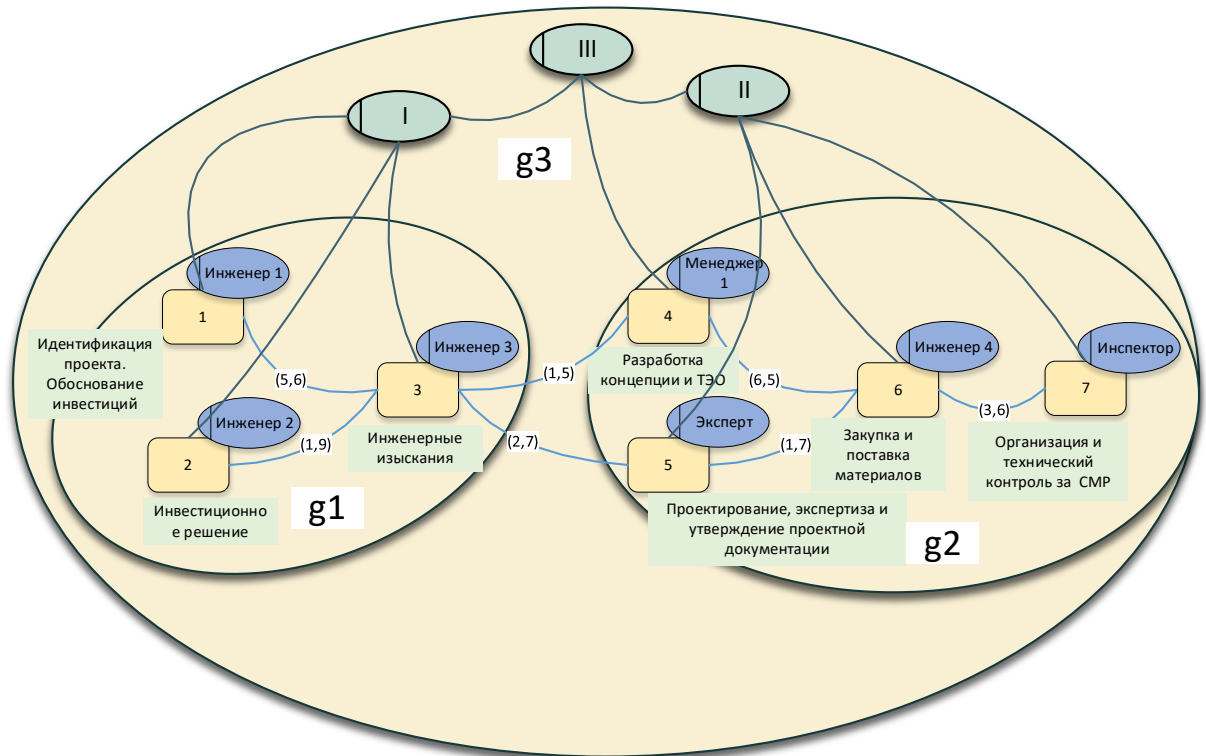 III
II
I
g3
Инженер 1
1
Идентификация
проекта.
Обоснование
инвестиций
(5,6)
Инженер 3
3
Инженерные
изыскания
Инженер 2
2
(1,9)
Инвестиционно
е решение
g1
(1,5)
(2,7)
Менеджер
1
4
Разработка
концепции и ТЭО
(6,5)
Эксперт
5
(1,7)
Проектирование, экспертиза и
утверждение проектной
документации
Инженер 4
6
Закупка и
поставка
материалов
(3,6)
Инспектор
7
Организация и
технический
контроль за СМР
g2